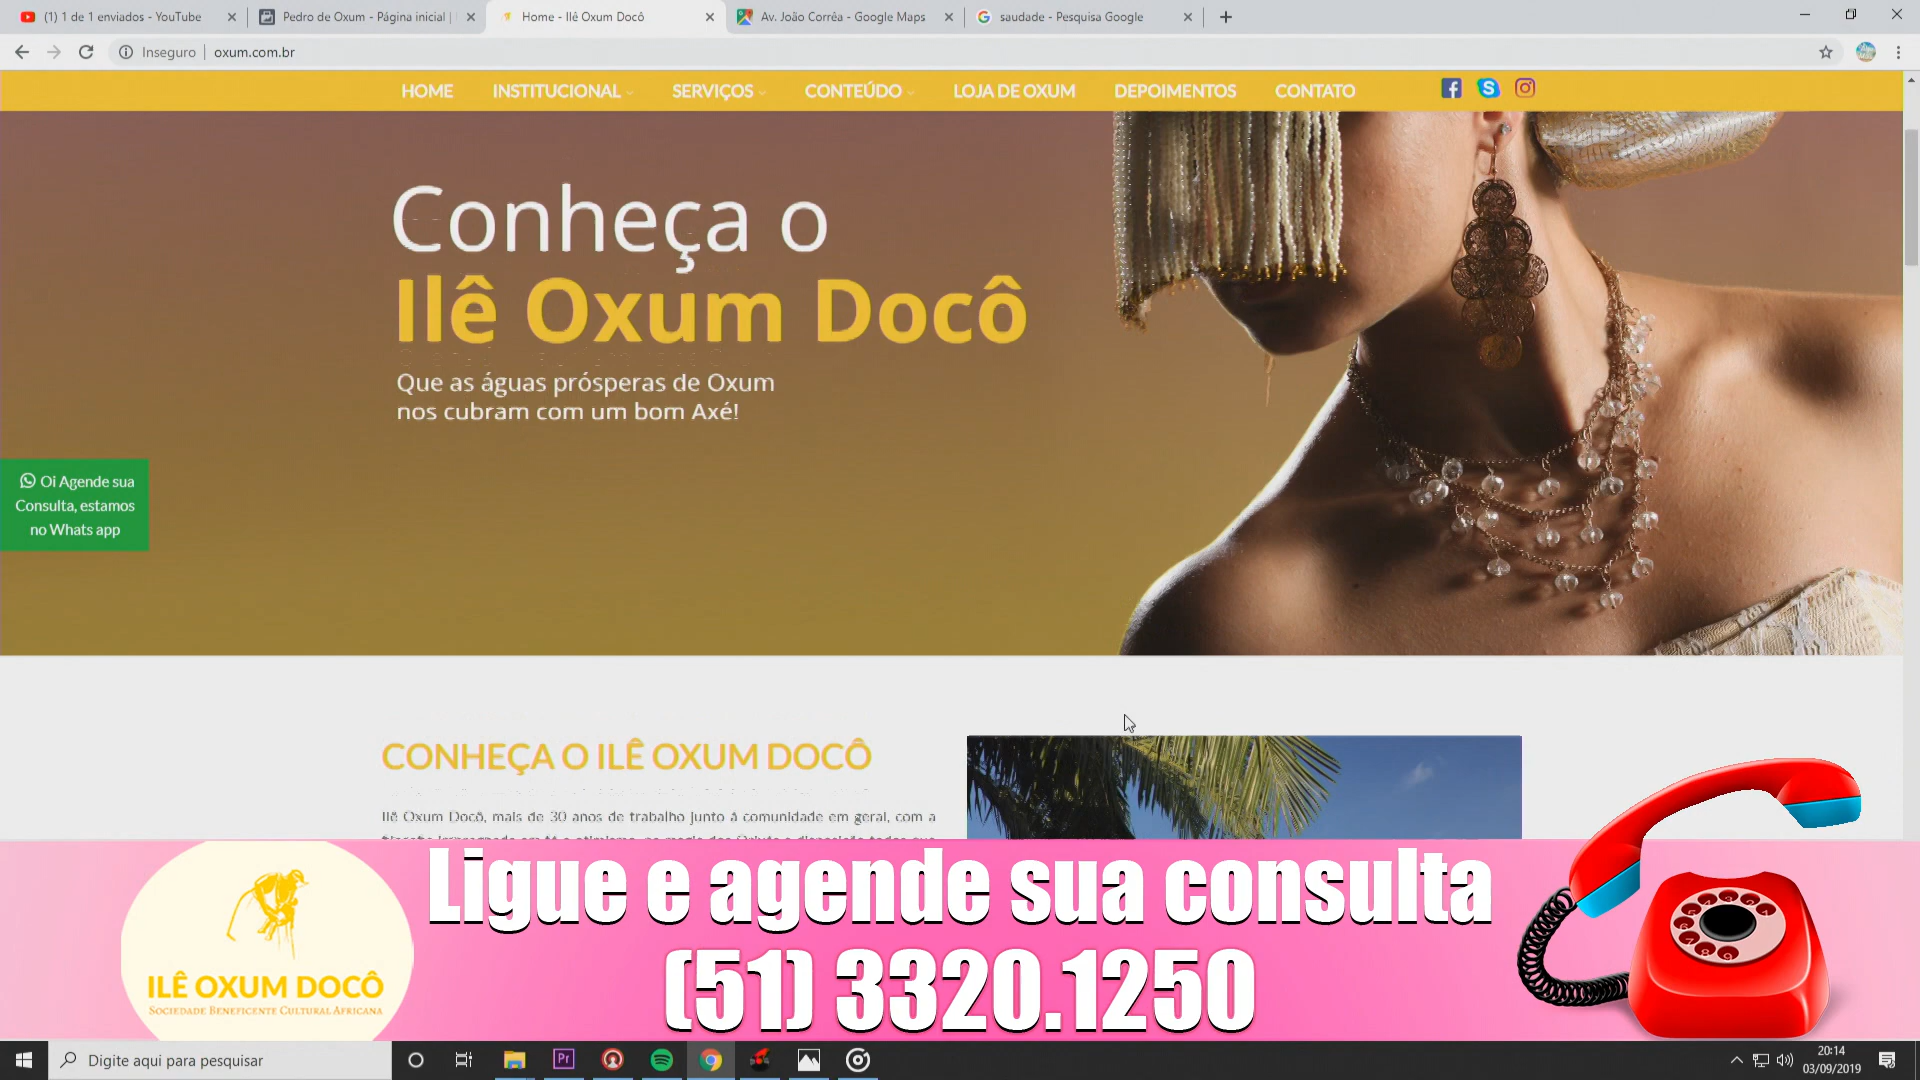 (1) 1 de 1 enviados - YouTube
Pedro de Oxum - Página inicial |
Home - Ilê Oxum Docô
Av. João Corrêa - Google Maps
saudade - Pesquisa Google
Inseguro
oxum.com.br
HOME
INSTITUCIONAL
SERVIÇOS
CONTEÚDO
LOJA DE OXUM
DEPOIMENTOS
CONTATO
Conheça o
Ilê Oxum Docô
Que as águas prósperas de Oxum
nos cubram com um bom Axé!
Oi Agende sua
Consulta, estamos
no Whats app
CONHEÇA O ILÊ OXUM DOCÔ
Ilê Oxum Docô, mais de 30 anos de trabalho junto á comunidade em geral, com a
Ligue e agende sua consulta
(51) 3320.1250
ILÊ OXUM DOCÔ
SOCIEDADE BENEFICENTE CULTURAL AFRICANA
Digite aqui para pesquisar
Pr
20:14
03/09/2019